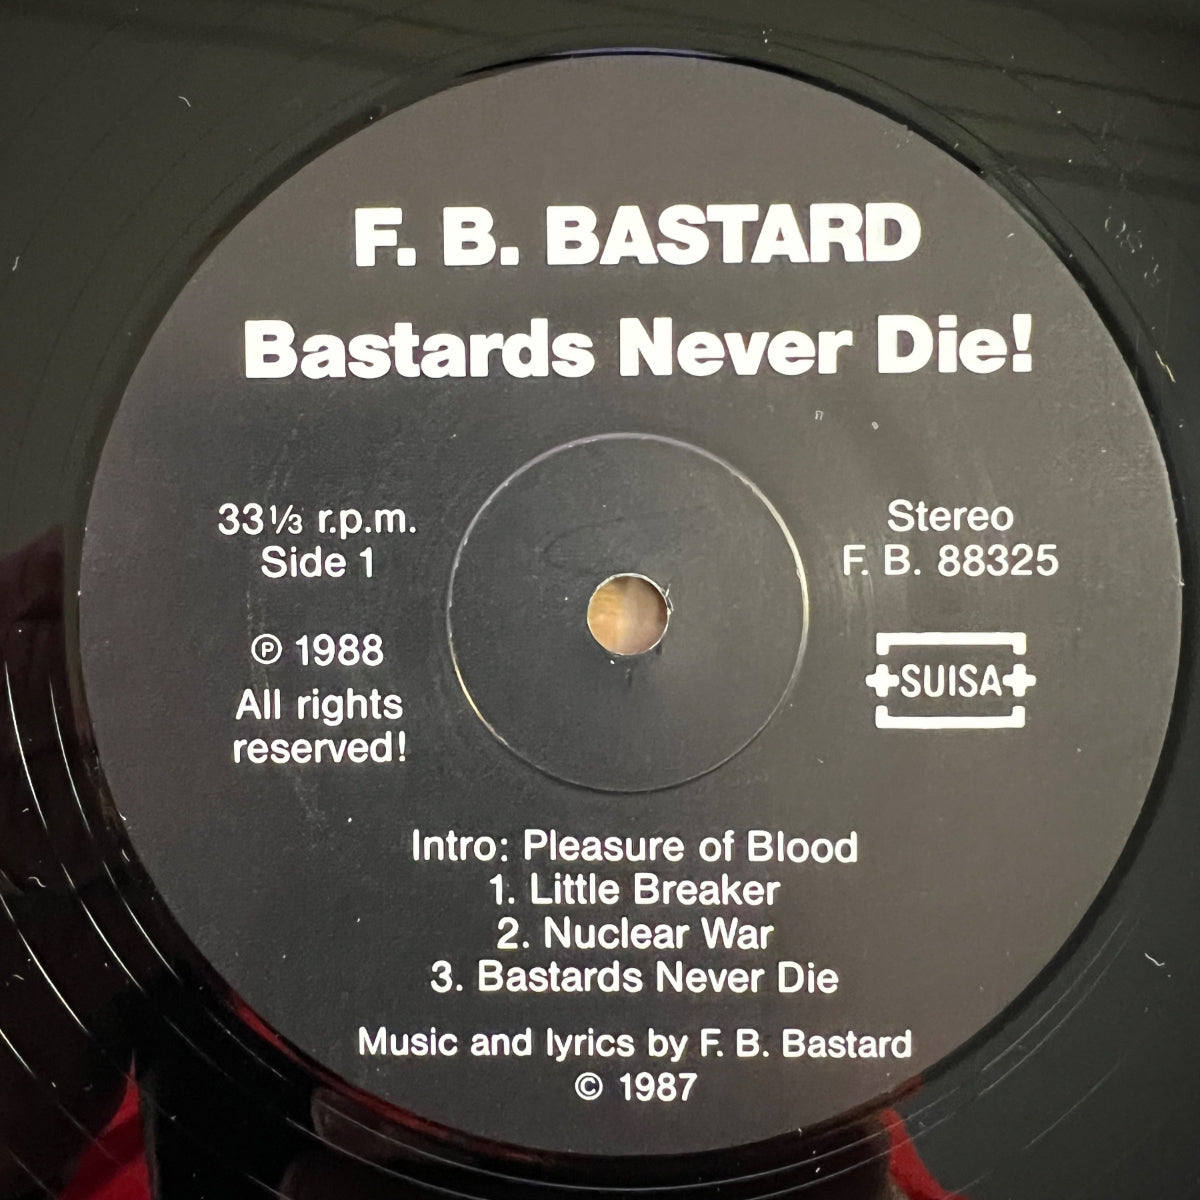 F. B. BASTARD
Bastards Never Die!
33⅓ r.p.m.
Side 1
℗ 1988
All rights
reserved!
Stereo
F. B. 88325
SUISA
Intro: Pleasure of Blood
1. Little Breaker
2. Nuclear War
3. Bastards Never Die
Music and lyrics by F. B. Bastard
© 1987